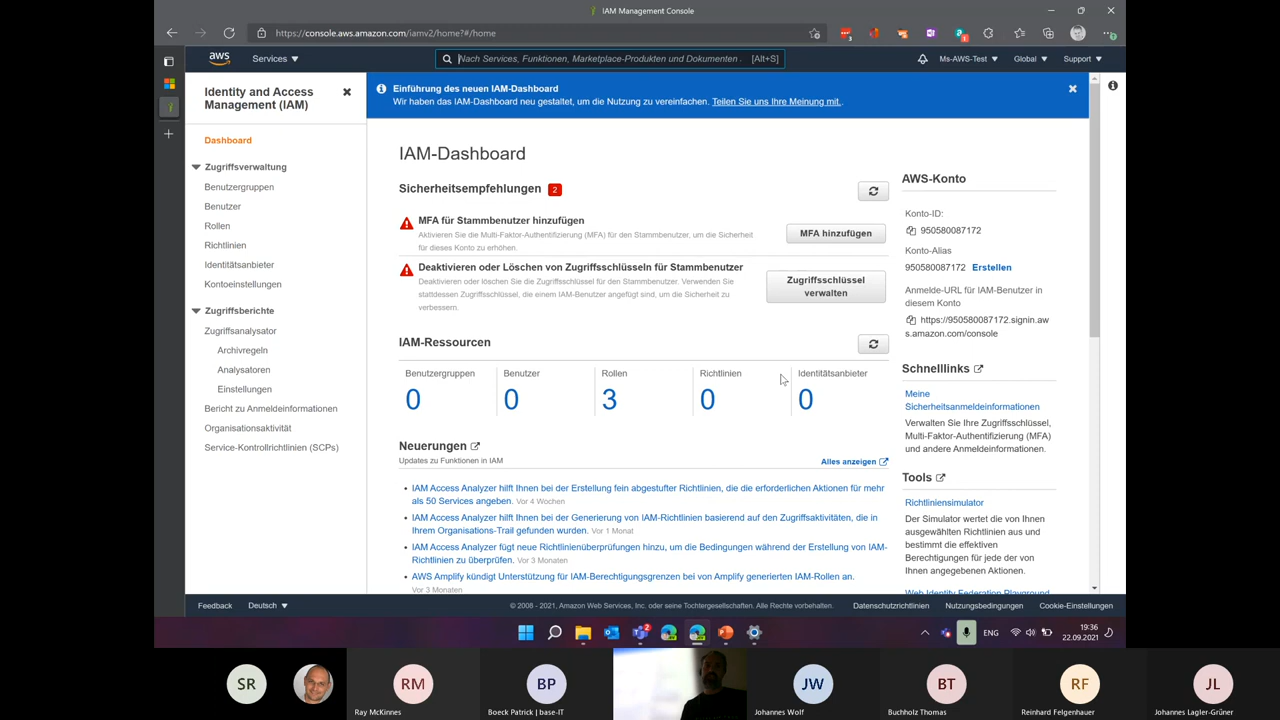 IAM Management Console
https://console.aws.amazon.com/iamv2/home?#/home
aws
Services
Nach Services, Funktionen, Marketplace-Produkten und Dokumenten
[Alt+S]
Ms-AWS-Test
Global
Support
Identity and Access
Management (IAM)
Dashboard
Zugriffsverwaltung
Benutzergruppen
Benutzer
Rollen
Richtlinien
Identitätsanbieter
Kontoeinstellungen
Zugriffsberichte
Zugriffsanalysator
Archivregeln
Analysatoren
Einstellungen
Bericht zu Anmeldeinformationen
Organisationsaktivität
Service-Kontrollrichtlinien (SCPs)
Einführung des neuen IAM-Dashboard
Wir haben das IAM-Dashboard neu gestaltet, um die Nutzung zu vereinfachen. Teilen Sie uns Ihre Meinung mit..
IAM-Dashboard
Sicherheitsempfehlungen 2
MFA für Stammbenutzer hinzufügen
Aktivieren Sie die Multi-Faktor-Authentifizierung (MFA) für den Stammbenutzer, um die Sicherheit
für dieses Konto zu erhöhen.
MFA hinzufügen
Deaktivieren oder Löschen von Zugriffsschlüsseln für Stammbenutzer
Deaktivieren oder löschen Sie die Zugriffsschlüssel für den Stammbenutzer. Verwenden Sie
stattdessen Zugriffsschlüssel, die einem IAM-Benutzer angefügt sind, um die Sicherheit zu
verbessern.
Zugriffsschlüssel
verwalten
IAM-Ressourcen
Benutzergruppen
0
Benutzer
0
Rollen
3
Richtlinien
0
Identitätsanbieter
0
Neuerungen
Updates zu Funktionen in IAM
Alles anzeigen
IAM Access Analyzer hilft Ihnen bei der Erstellung fein abgestufter Richtlinien, die die erforderlichen Aktionen für mehr
als 50 Services angeben. Vor 4 Wochen
IAM Access Analyzer hilft Ihnen bei der Generierung von IAM-Richtlinien basierend auf den Zugriffsaktivitäten, die in
Ihrem Organisations-Trail gefunden wurden. Vor 1 Monat
IAM Access Analyzer fügt neue Richtlinienüberprüfungen hinzu, um die Bedingungen während der Erstellung von IAM-
Richtlinien zu überprüfen. Vor 3 Monaten
AWS Amplify kündigt Unterstützung für IAM-Berechtigungsgrenzen bei von Amplify generierten IAM-Rollen an.
Vor 3 Monaten
AWS-Konto
Konto-ID:
950580087172
Konto-Alias
950580087172 Erstellen
Anmelde-URL für IAM-Benutzer in
diesem Konto
https://950580087172.signin.aw
s.amazon.com/console
Schnelllinks
Meine
Sicherheitsanmeldeinformationen
Verwalten Sie Ihre Zugriffsschlüssel,
Multi-Faktor-Authentifizierung (MFA)
und andere Anmeldeinformationen.
Tools
Richtliniensimulator
Der Simulator wertet die von Ihnen
ausgewählten Richtlinien aus und
bestimmt die effektiven
Berechtigungen für jede der von
Ihnen angegebenen Aktionen.
Web Identity Federation Playground
Feedback
Deutsch
© 2008 - 2021, Amazon Web Services, Inc. oder seine Tochtergesellschaften. Alle Rechte vorbehalten.
Datenschutzrichtlinien
Nutzungsbedingungen
Cookie-Einstellungen
2
ENG
19:36
22.09.2021
SR
RM
Ray McKinnes
BP
Boeck Patrick | base-IT
JW
Johannes Wolf
BT
Buchholz Thomas
RF
Reinhard Felgenhauer
JL
Johannes Lagler-Grüner